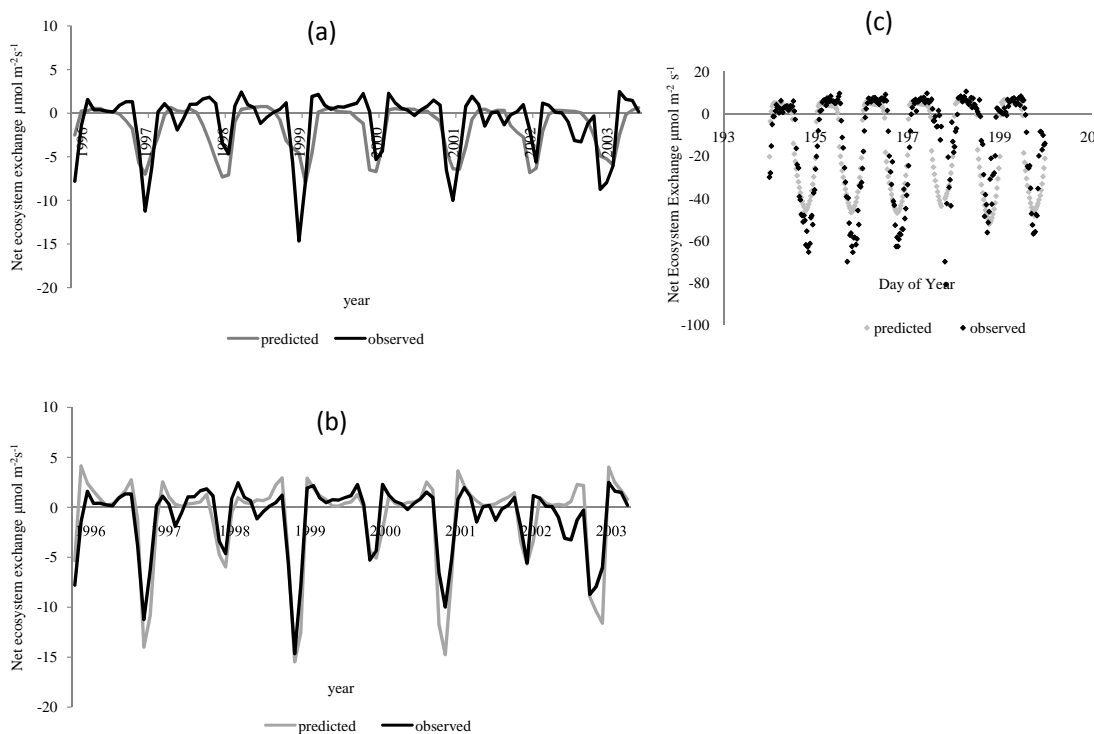 (a)
10
5
0
-5
-10
-15
-20
Net ecosystem exchange µmol m⁻²s⁻¹
1996
1997
1998
1999
2000
2001
2002
2003
year
predicted
observed
(c)
20
0
-20
-40
-60
-80
-100
Net Ecosystem Exchange µmol m⁻² s⁻¹
193
195
197
199
20
Day of Year
predicted
observed
(b)
10
5
0
-5
-10
-15
-20
Net ecosystem exchange µmol m⁻²s⁻¹
1996
1997
1998
1999
2000
2001
2002
2003
year
predicted
observed